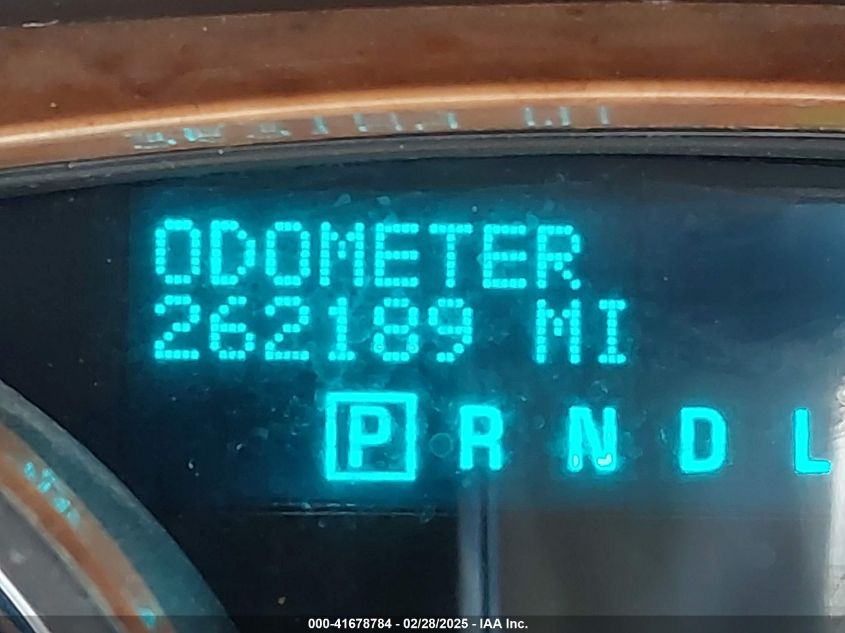 ODOMETER
262189 MI
P R N D L
000-41678784 - 02/28/2025 - IAA Inc.